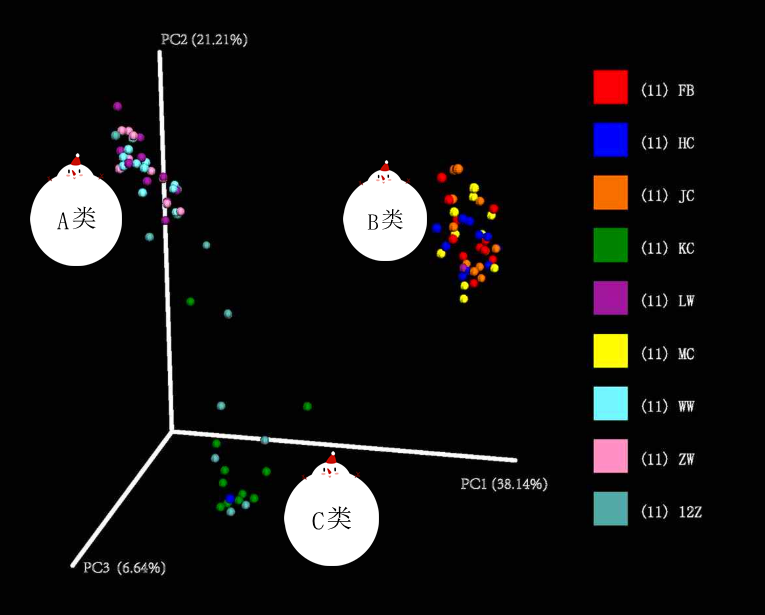 PC2 (21.21%)
A类
B类
C类
PC1 (38.14%)
PC3 (6.64%)
(11) FB
(11) HC
(11) JC
(11) KC
(11) LW
(11) MC
(11) WW
(11) ZW
(11) 12Z